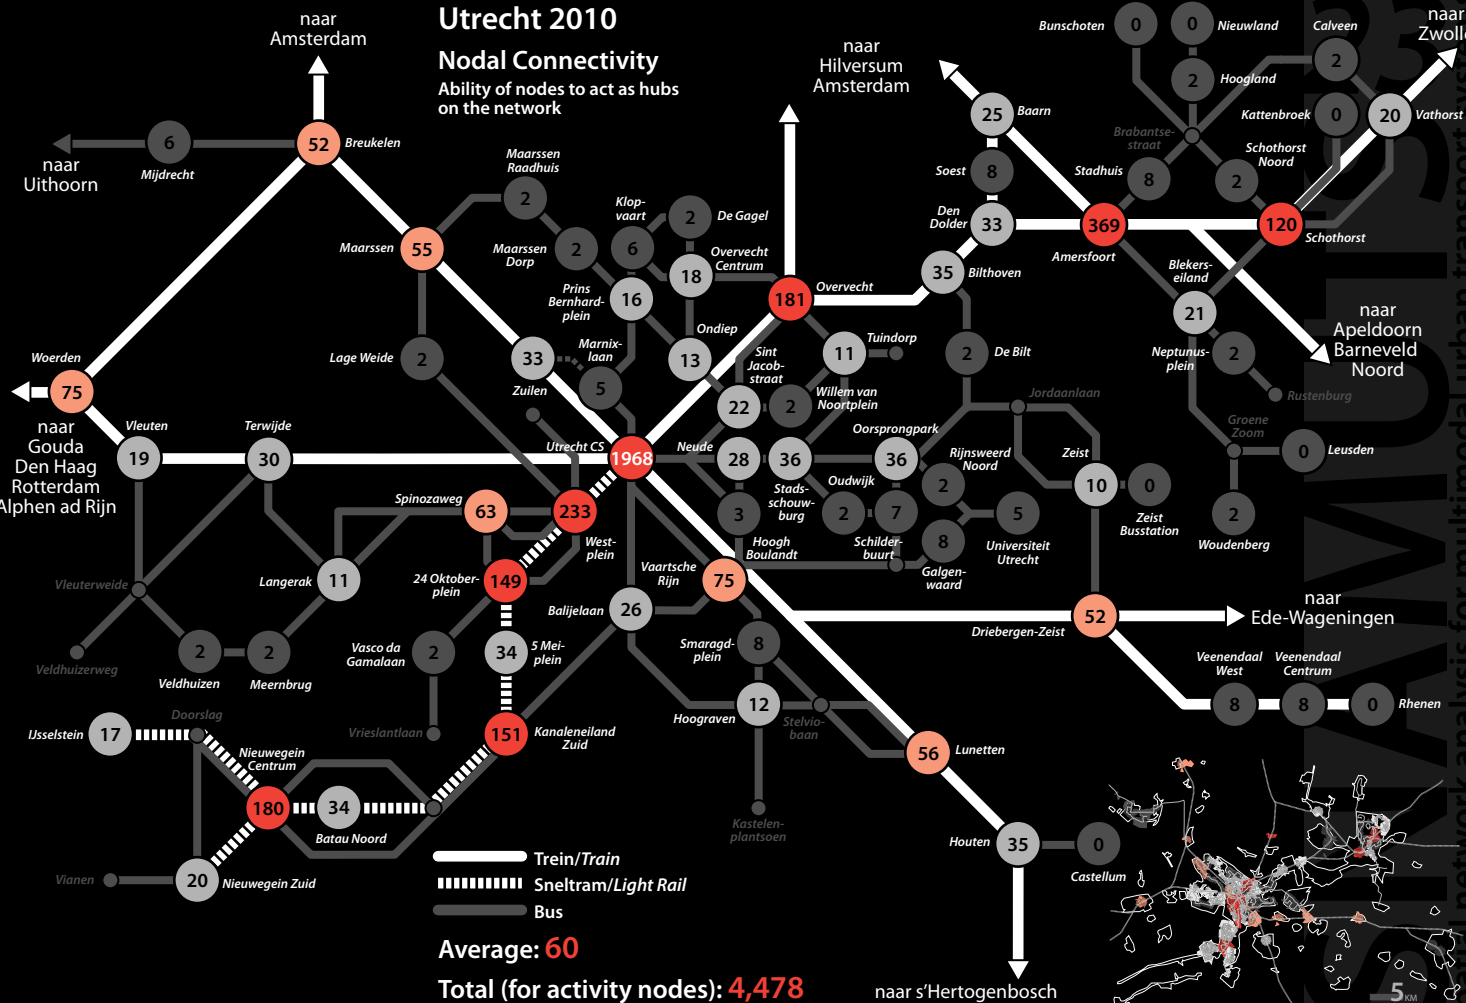 Utrecht 2010
Nodal Connectivity
Ability of nodes to act as hubs
on the network
naar
Amsterdam
naar
Hilversum
Amsterdam
naar
Zwolle
Bunschoten
0
0
Nieuwland
Calveen
2
2
Hoogland
Kattenbroek
0
20
Vathorst
Brabantse-
straat
Schothorst
Noord
2
Stadhuis
8
25
Baarn
Soest
8
Den
Dolder
33
369
Amersfoort
120
Schothorst
52
Breukelen
6
Mijdrecht
naar
Uithoorn
Maarssen
Raadhuis
2
Maarssen
55
Maarssen
Dorp
2
Klop-
vaart
6
2
De Gagel
Overvecht
Centrum
18
Prins
Bernhard-
plein
16
181
Overvecht
35
Bilthoven
Blekers-
eiland
21
naar
Apeldoorn
Barneveld
Noord
Neptunus-
plein
2
Rustenburg
Ondiep
13
Marnix-
laan
5
Lage Weide
2
33
Zuilen
Sint
Jacob-
straat
22
11
Tuindorp
2
Willem van
Noortplein
2
De Bilt
Jordaanlaan
Woerden
75
naar
Gouda
Den Haag
Rotterdam
Alphen ad Rijn
Vleuten
19
Terwijde
30
Utrecht CS
1968
Neude
28
36
Stads-
schouw-
burg
Oorsprongpark
36
Rijnsweerd
Noord
2
Zeist
10
0
Zeist
Busstation
Groene
Zoom
0
Leusden
2
Woudenberg
Spinozaweg
63
233
West-
plein
3
Hoogh
Boulandt
Oudwijk
2
7
Schilder-
buurt
8
Galgen-
waard
5
Universiteit
Utrecht
Vleuterweide
Langerak
11
24 Oktober-
plein
149
Vaartsche
Rijn
75
Balijelaan
26
Driebergen-Zeist
52
naar
Ede-Wageningen
Veldhuizerweg
2
Veldhuizen
2
Meernbrug
Vasco da
Gamalaan
2
34
5 Mei-
plein
Smaragd-
plein
8
Veenendaal
West
8
Veenendaal
Centrum
8
0
Rhenen
Hoograven
12
Stelvio-
baan
IJsselstein
17
Doorslag
Vrieslantlaan
151
Kanaleneiland
Zuid
56
Lunetten
Nieuwegein
Centrum
180
34
Batau Noord
Kastelen-
plantsoen
Houten
35
0
Castellum
Vianen
20
Nieuwegein Zuid
Trein/Train
Sneltram/Light Rail
Bus
Average: 60
Total (for activity nodes): 4,478
naar s'Hertogenbosch
5 KM